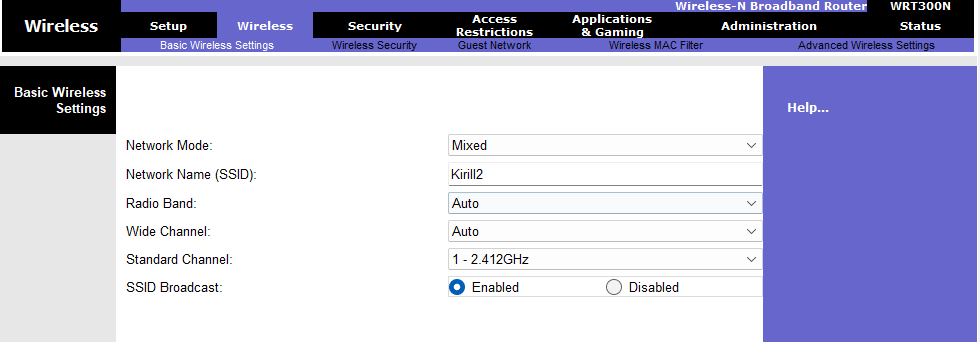 Wireless-N Broadband Router WRT300N
Wireless
Setup Wireless Security Access Restrictions Applications & Gaming Administration Status
Basic Wireless Settings Wireless Security Guest Network Wireless MAC Filter Advanced Wireless Settings
Basic Wireless
Settings
Help...
Network Mode: Mixed
Network Name (SSID): Kirill2
Radio Band: Auto
Wide Channel: Auto
Standard Channel: 1 - 2.412GHz
SSID Broadcast: Enabled Disabled